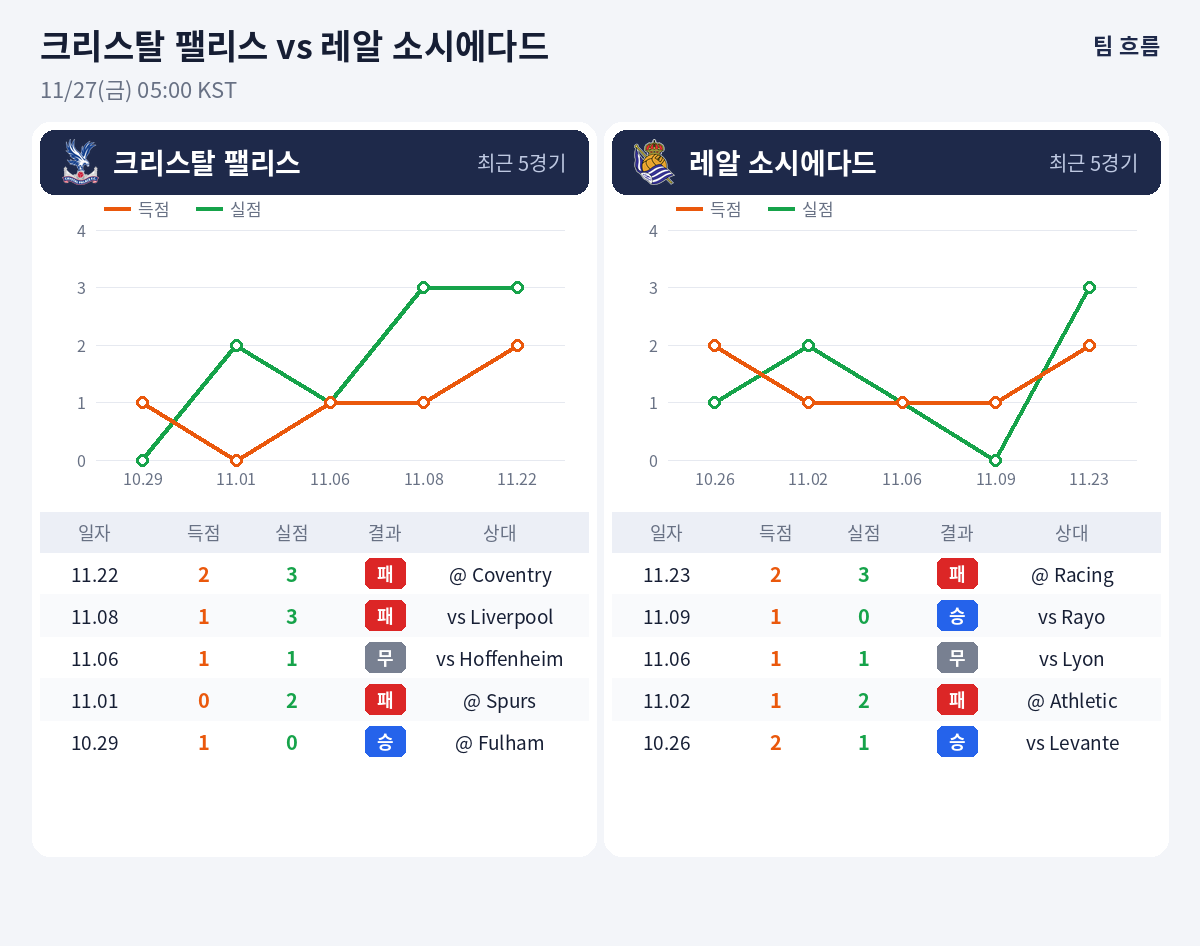 크리스탈 팰리스 vs 레알 소시에다드
팀 흐름
11/27(금) 05:00 KST
크리스탈 팰리스
최근 5경기
득점 실점
4
3
2
1
0
10.29 11.01 11.06 11.08 11.22
일자 득점 실점 결과 상대
11.22 2 3 패 @ Coventry
11.08 1 3 패 vs Liverpool
11.06 1 1 무 vs Hoffenheim
11.01 0 2 패 @ Spurs
10.29 1 0 승 @ Fulham
레알 소시에다드
최근 5경기
득점 실점
4
3
2
1
0
10.26 11.02 11.06 11.09 11.23
일자 득점 실점 결과 상대
11.23 2 3 패 @ Racing
11.09 1 0 승 vs Rayo
11.06 1 1 무 vs Lyon
11.02 1 2 패 @ Athletic
10.26 2 1 승 vs Levante